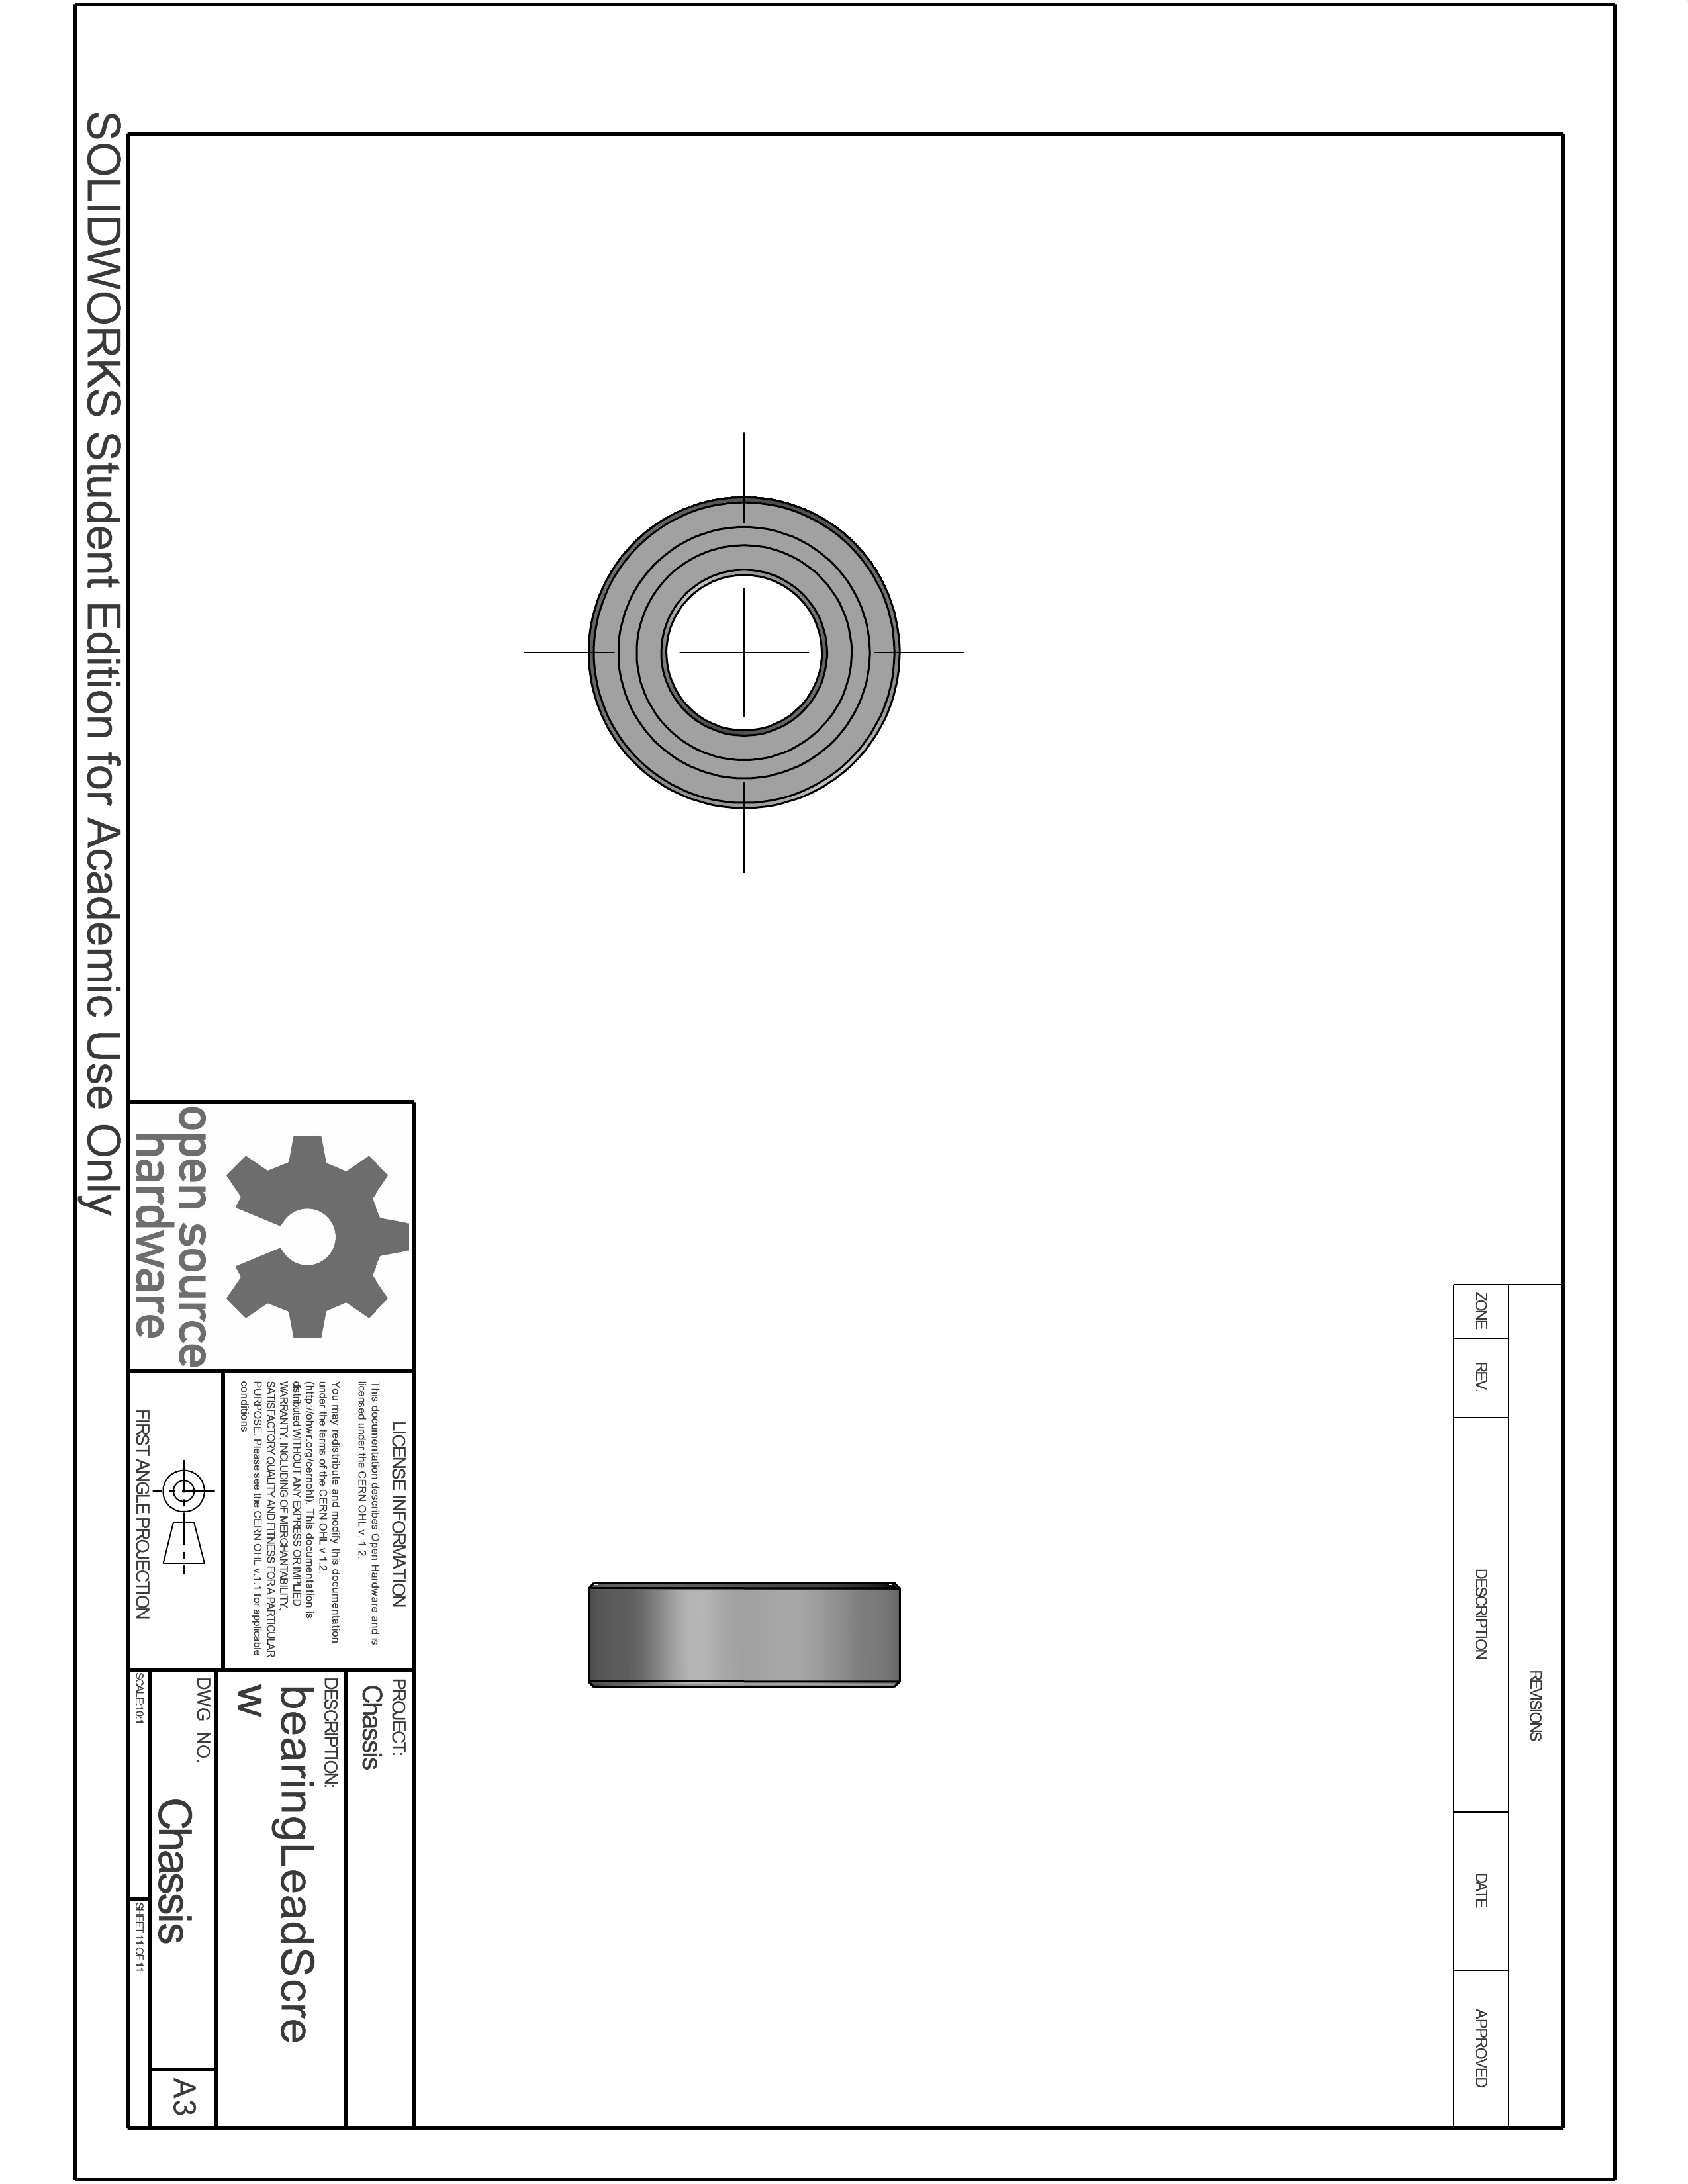 REVISIONS
ZONE REV. DESCRIPTION DATE APPROVED
open source
hardware
LICENSE INFORMATION
This documentation describes Open Hardware and is
licensed under the CERN OHL v. 1.2.
You may redistribute and modify this documentation
under the terms of the CERN OHL v.1.2.
(http://ohwr.org/cernohl). This documentation is
distributed WITHOUT ANY EXPRESS OR IMPLIED
WARRANTY, INCLUDING OF MERCHANTABILITY,
SATISFACTORY QUALITY AND FITNESS FOR A PARTICULAR
PURPOSE. Please see the CERN OHL v.1.1 for applicable
conditions
FIRST ANGLE PROJECTION
PROJECT:
Chassis
DESCRIPTION:
bearingLeadScre
w
DWG NO.
Chassis
A3
SCALE:10:1
SHEET 11 OF 11
SOLIDWORKS Student Edition for Academic Use Only